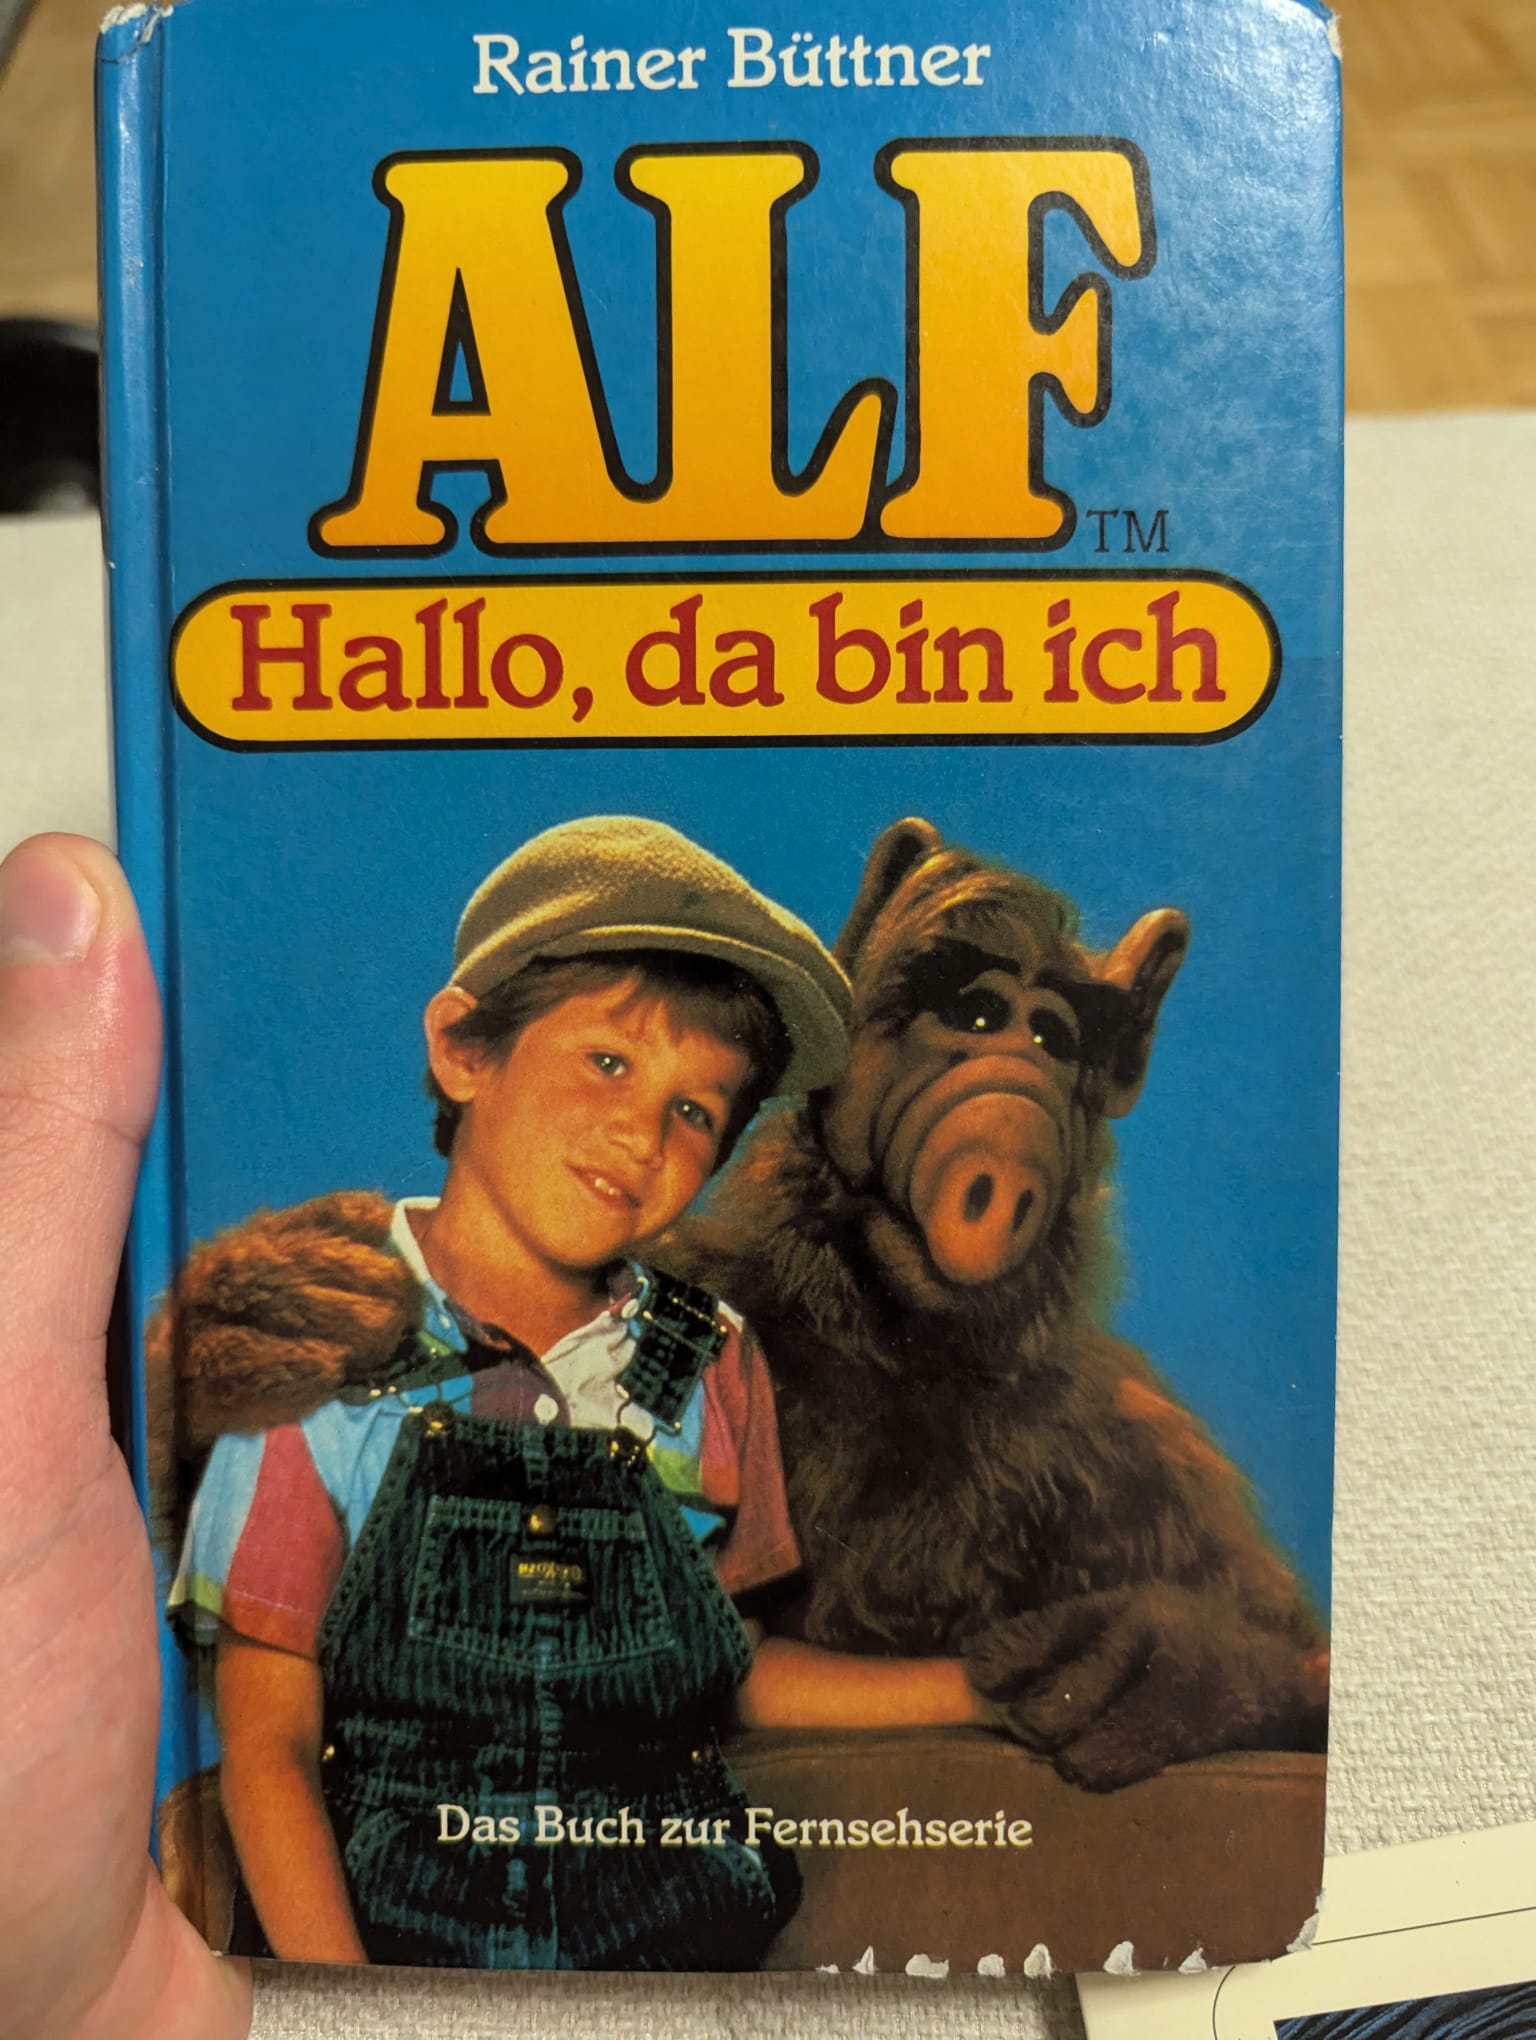 Rainer Büttner
ALF
TM
Hallo, da bin ich
Das Buch zur Fernsehserie